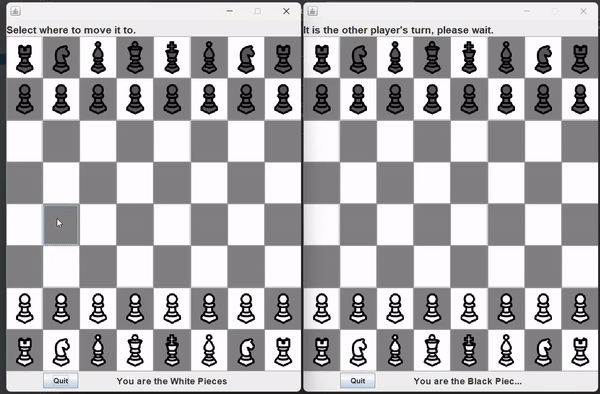 Select where to move it to.
It is the other player's turn, please wait.
Quit
You are the White Pieces
Quit
You are the Black Piec...